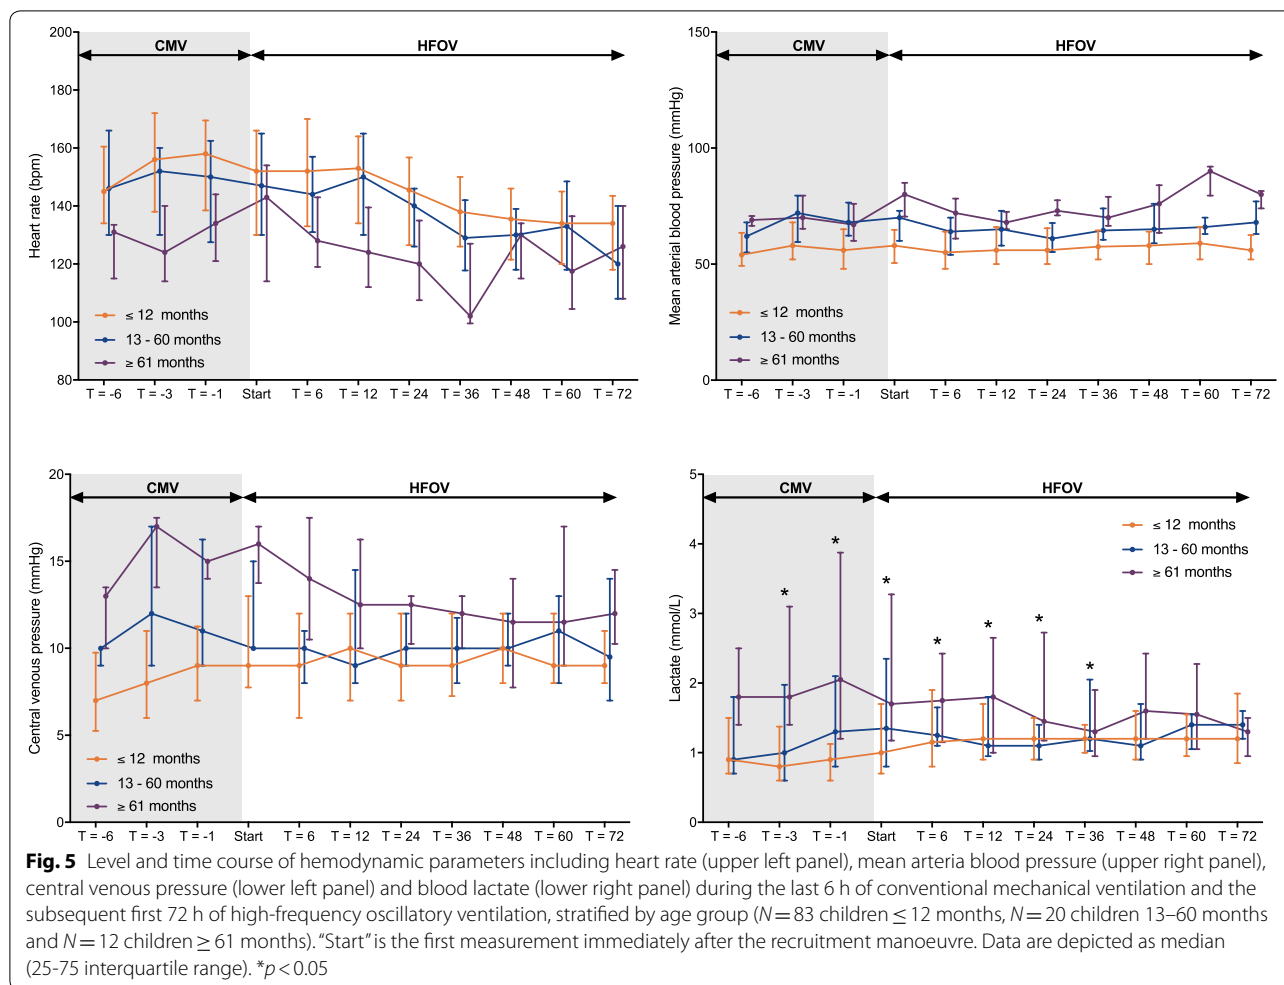 200
180
160
140
120
100
80
Heart rate (bpm)
CMV
HFOV
≤ 12 months
13 - 60 months
≥ 61 months
T = -6 T = -3 T = -1 Start T = 6 T = 12 T = 24 T = 36 T = 48 T = 60 T = 72
150
100
50
0
Mean arterial blood pressure (mmHg)
CMV
HFOV
≤ 12 months
13 - 60 months
≥ 61 months
T = -6 T = -3 T = -1 Start T = 6 T = 12 T = 24 T = 36 T = 48 T = 60 T = 72
20
15
10
5
0
Central venous pressure (mmHg)
CMV
HFOV
≤ 12 months
13 - 60 months
≥ 61 months
T = -6 T = -3 T = -1 Start T = 6 T = 12 T = 24 T = 36 T = 48 T = 60 T = 72
5
4
3
2
1
0
Lactate (mmol/L)
CMV
HFOV
≤ 12 months
13 - 60 months
≥ 61 months
* * * * * * *
T = -6 T = -3 T = -1 Start T = 6 T = 12 T = 24 T = 36 T = 48 T = 60 T = 72
Fig. 5 Level and time course of hemodynamic parameters including heart rate (upper left panel), mean arteria blood pressure (upper right panel),
central venous pressure (lower left panel) and blood lactate (lower right panel) during the last 6 h of conventional mechanical ventilation and the
subsequent first 72 h of high-frequency oscillatory ventilation, stratified by age group (N = 83 children ≤ 12 months, N = 20 children 13–60 months
and N = 12 children ≥ 61 months). “Start” is the first measurement immediately after the recruitment manoeuvre. Data are depicted as median
(25-75 interquartile range). *p < 0.05